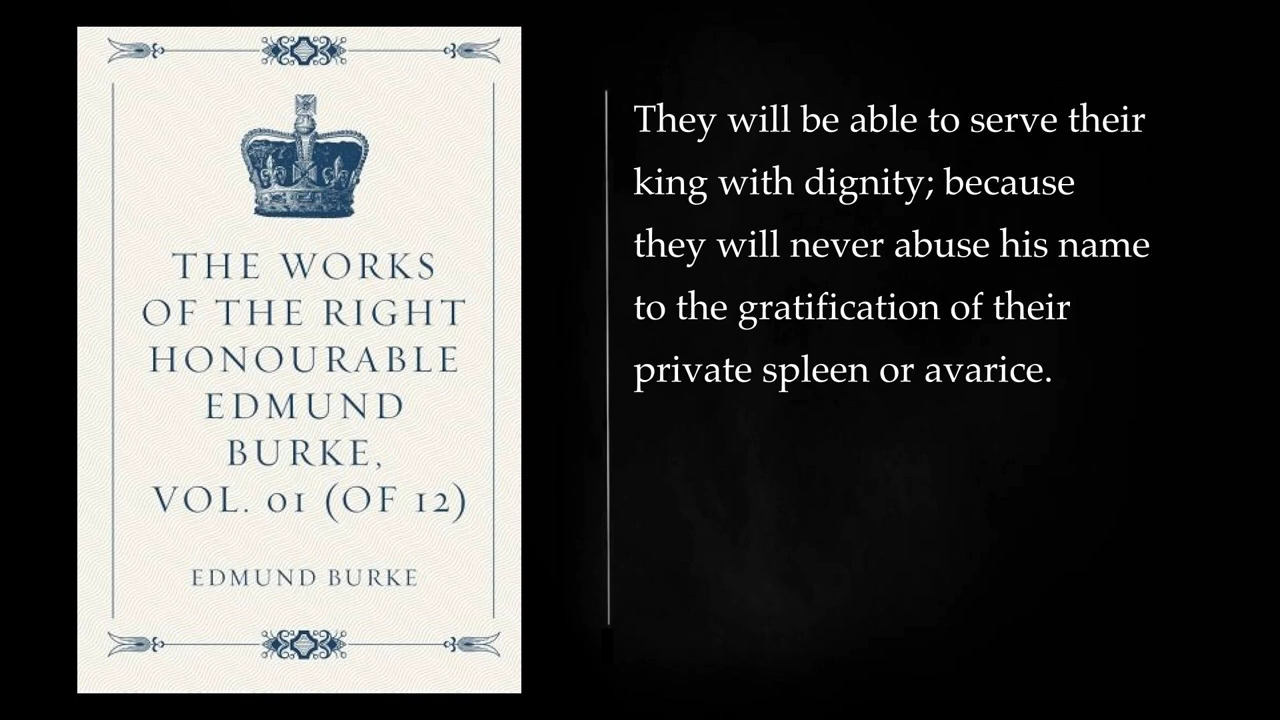 THE WORKS
OF THE RIGHT
HONOURABLE
EDMUND
BURKE,
VOL. 01 (OF 12)
EDMUND BURKE
They will be able to serve their
king with dignity; because
they will never abuse his name
to the gratification of their
private spleen or avarice.